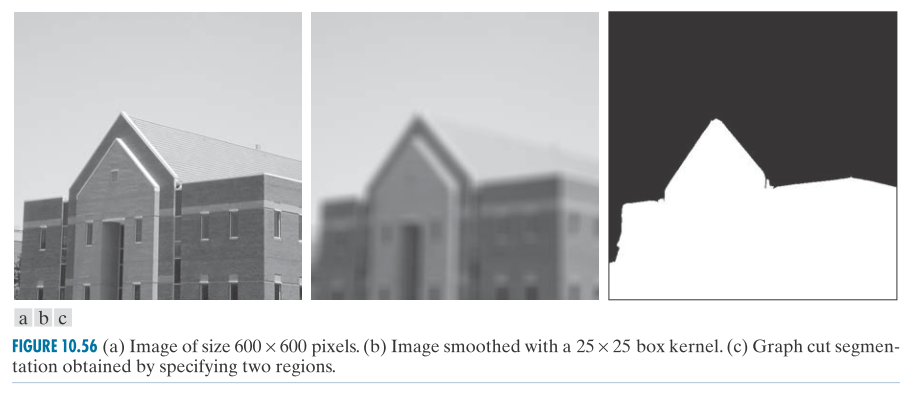 a b c
FIGURE 10.56 (a) Image of size 600 × 600 pixels. (b) Image smoothed with a 25 × 25 box kernel. (c) Graph cut segmen-
tation obtained by specifying two regions.